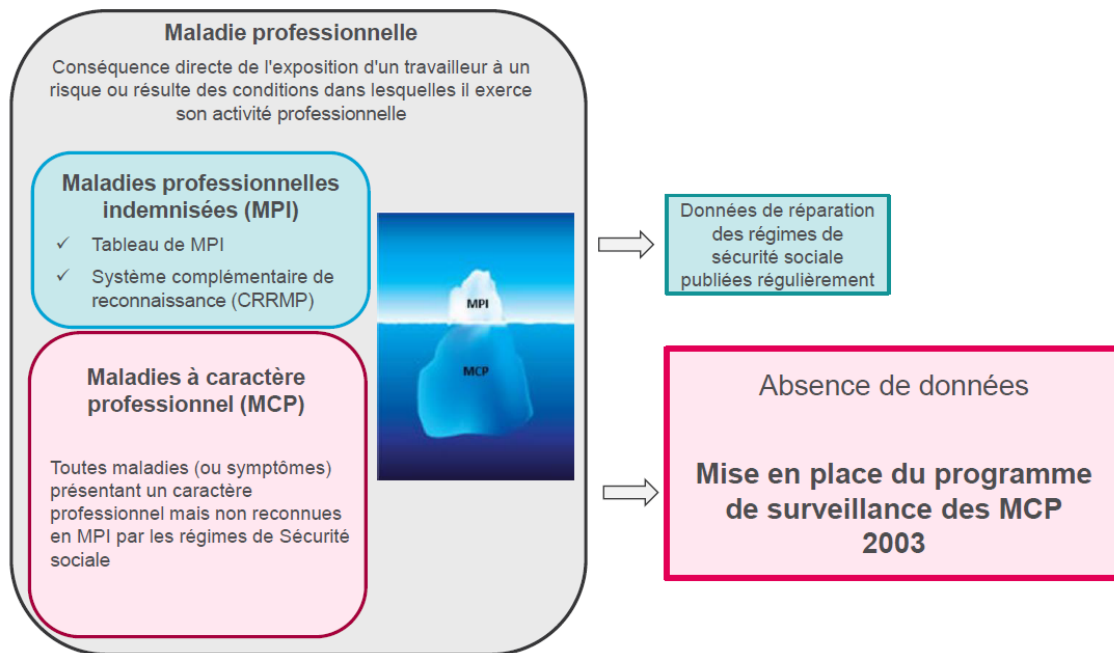 Maladie professionnelle
Conséquence directe de l'exposition d'un travailleur à un
risque ou résulte des conditions dans lesquelles il exerce
son activité professionnelle
Maladies professionnelles
indemnisées (MPI)
✓ Tableau de MPI
✓ Système complémentaire de
reconnaissance (CRRMP)
MPI
MCP
Maladies à caractère
professionnel (MCP)
Toutes maladies (ou symptômes)
présentant un caractère
professionnel mais non reconnues
en MPI par les régimes de Sécurité
sociale
Données de réparation
des régimes de
sécurité sociale
publiées régulièrement
Absence de données
Mise en place du programme
de surveillance des MCP
2003